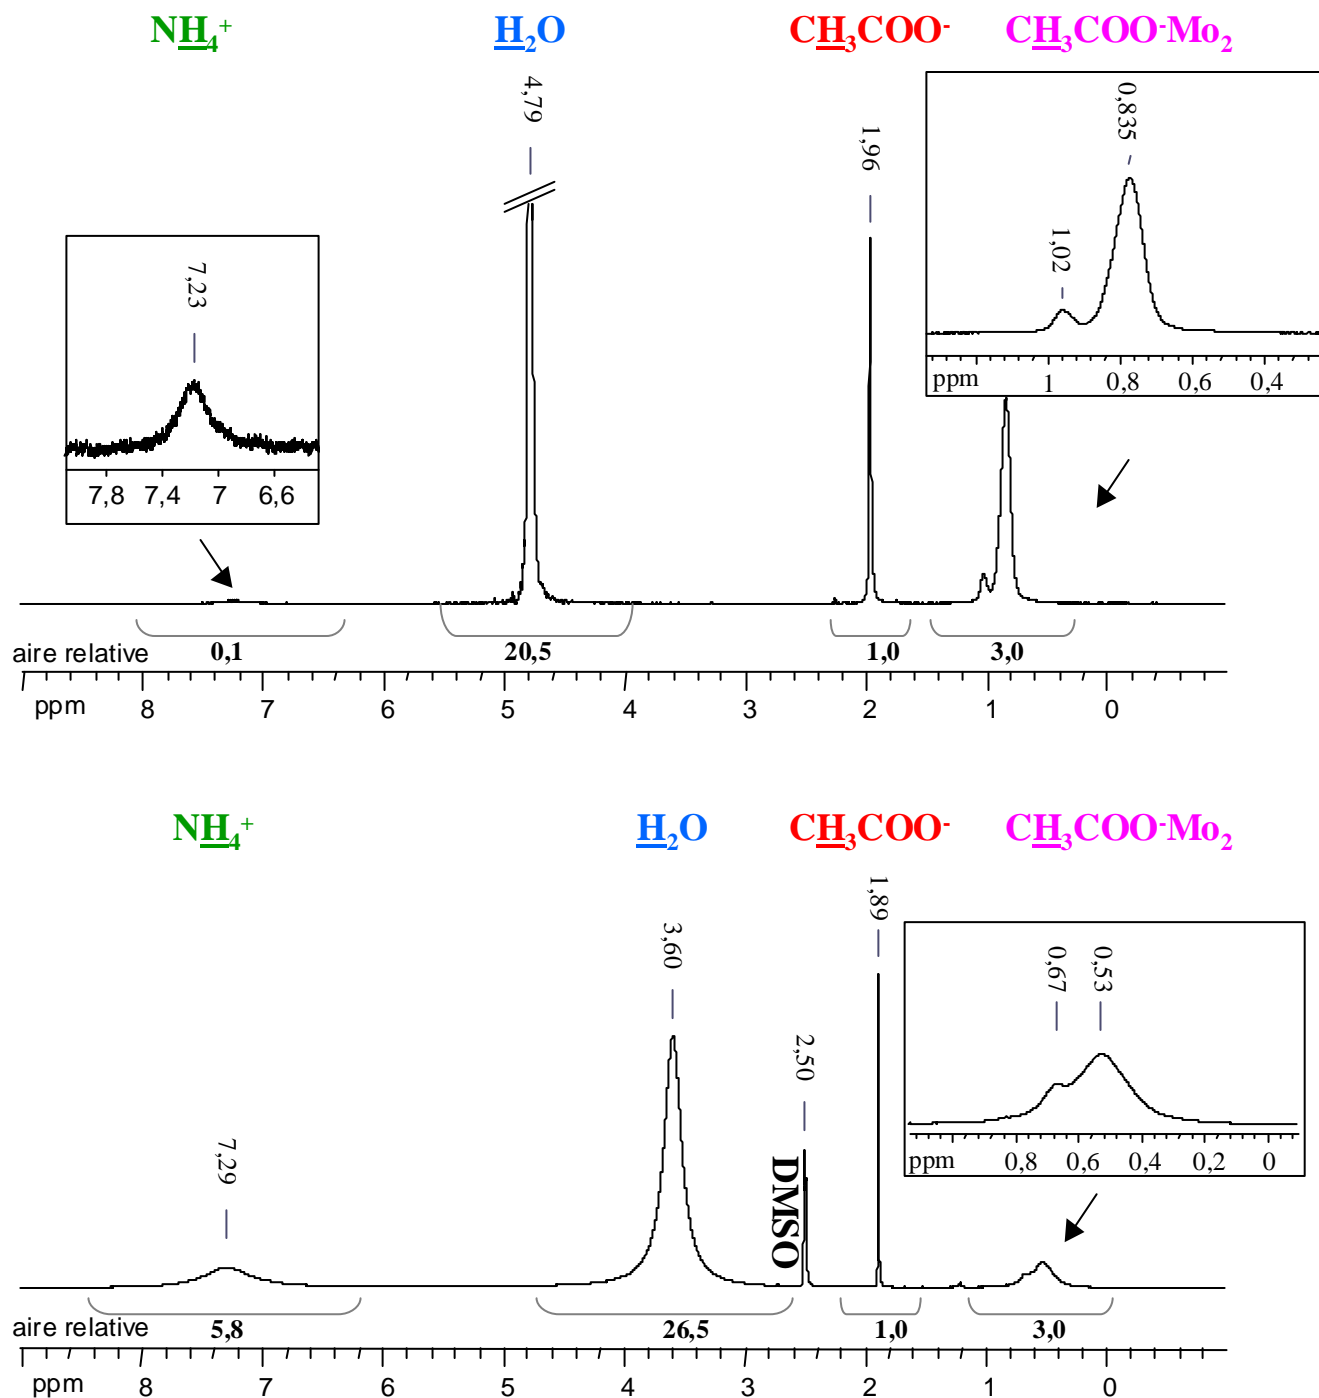 NH₄⁺ H₂O CH₃COO⁻ CH₃COO⁻Mo₂
4,79
1,96
0,835
1,02
ppm 1 0,8 0,6 0,4
7,23
7,8 7,4 7 6,6
aire relative 0,1 20,5 1,0 3,0
ppm 8 7 6 5 4 3 2 1 0
NH₄⁺ H₂O CH₃COO⁻ CH₃COO⁻Mo₂
7,29
3,60
2,50
DMSO
1,89
0,67
0,53
ppm 0,8 0,6 0,4 0,2 0
aire relative 5,8 26,5 1,0 3,0
ppm 8 7 6 5 4 3 2 1 0